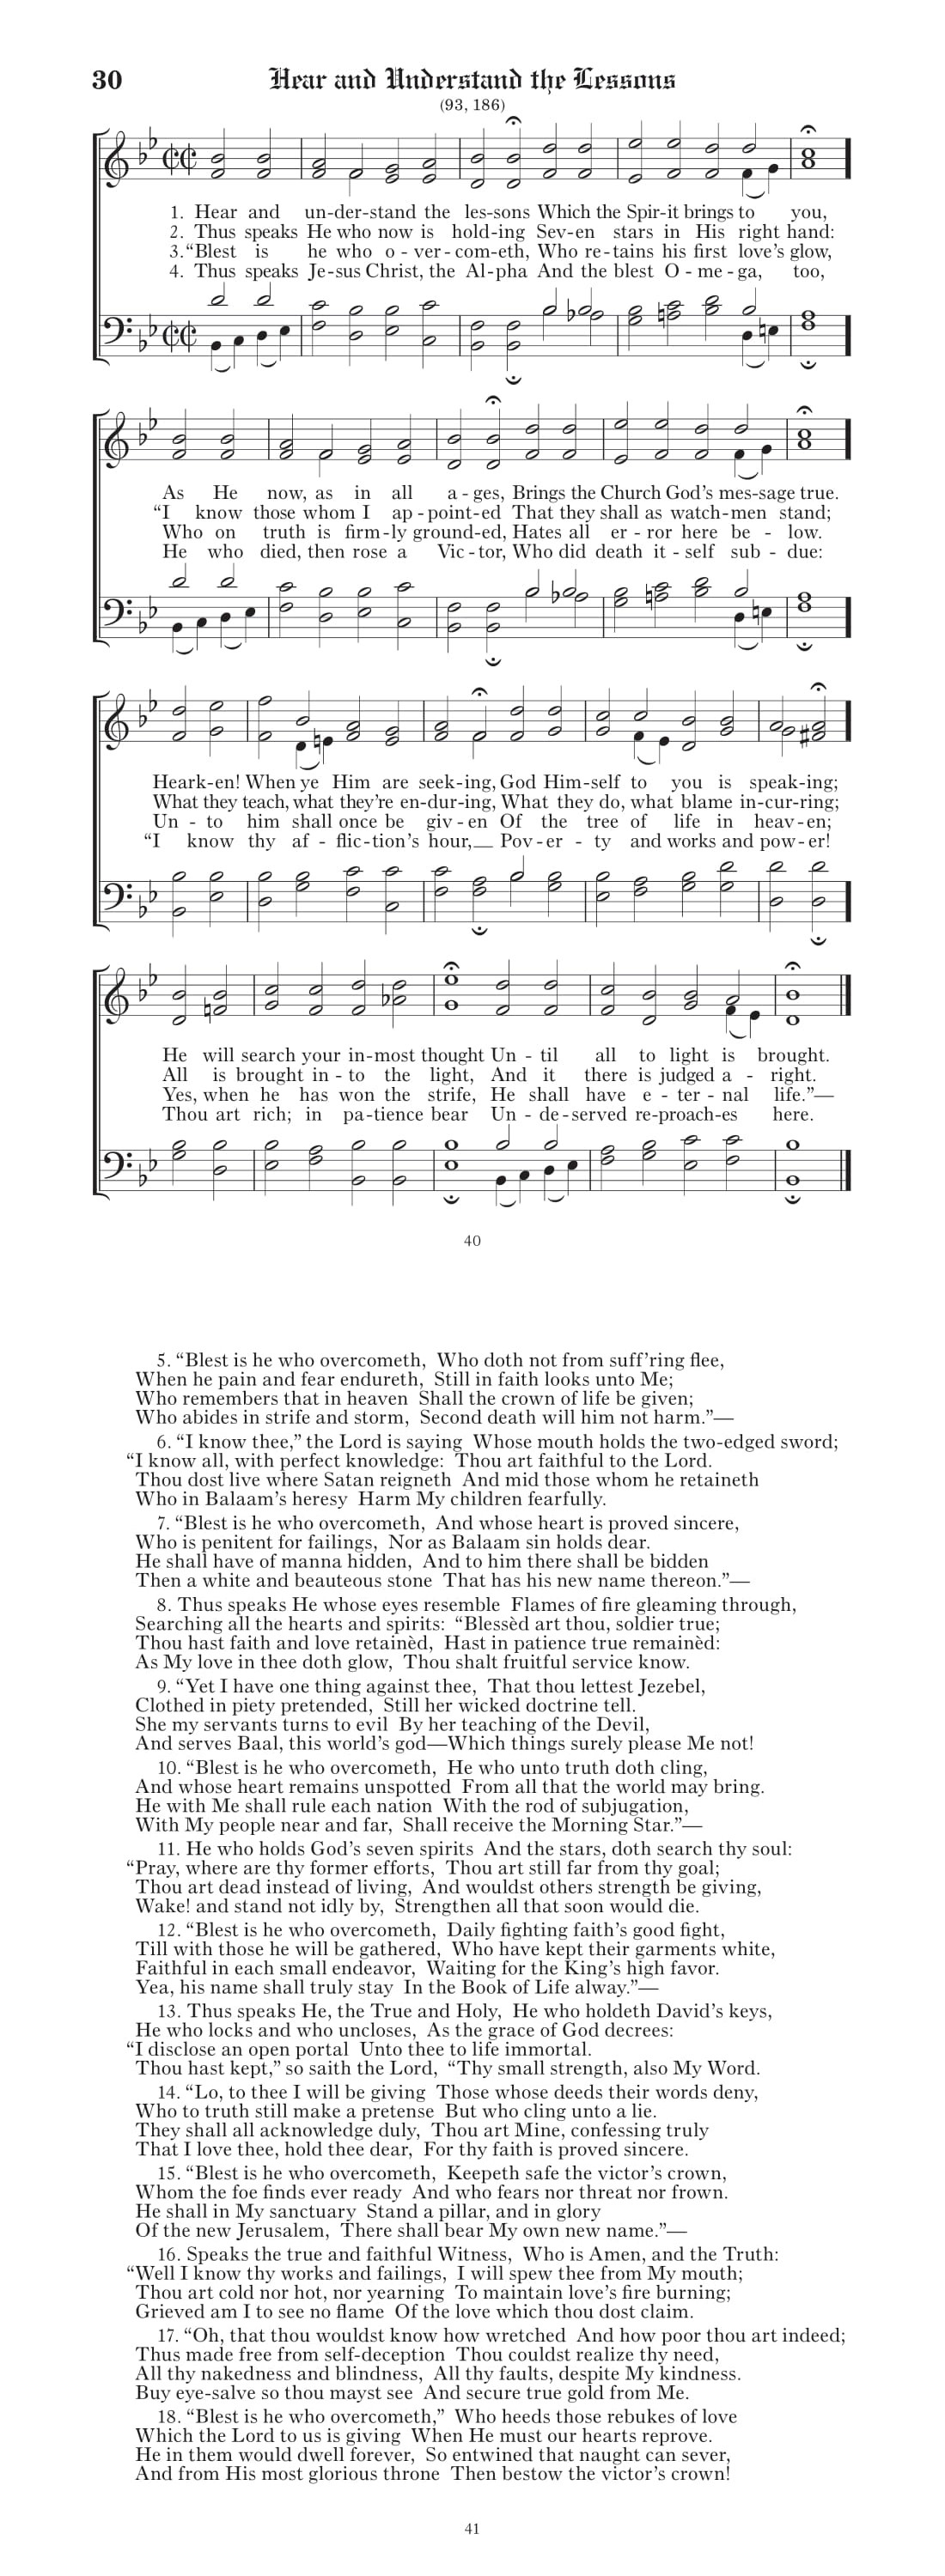 30 Hear and Understand the Lessons
(93, 186)
1. Hear and un-der-stand the les-sons Which the Spir-it brings to you,
2. Thus speaks He who now is hold-ing Sev-en stars in His right hand:
3. “Blest is he who o-ver-com-eth, Who re-tains his first love’s glow,
4. Thus speaks Je-sus Christ, the Al-pha And the blest O-me-ga, too,
As He now, as in all a-ges, Brings the Church God’s mes-sage true.
“I know those whom I ap-point-ed That they shall as watch-men stand;
Who on truth is firm-ly ground-ed, Hates all er-ror here be-low.
He who died, then rose a Vic-tor, Who did death it-self sub-due:
Heark-en! When ye Him are seek-ing, God Him-self to you is speak-ing;
What they teach, what they’re en-dur-ing, What they do, what blame in-cur-ring;
Un-to him shall once be giv-en Of the tree of life in heav-en;
“I know thy af-flic-tion’s hour, Pov-er-ty and works and pow-er!
He will search your in-most thought Un-til all to light is brought.
All is brought in-to the light, And it there is judged a-right.
Yes, when he has won the strife, He shall have e-ter-nal life.”—
Thou art rich; in pa-tience bear Un-de-served re-proach-es here.
40
5. “Blest is he who overcometh, Who doth not from suff’ring flee,
When he pain and fear endureth, Still in faith looks unto Me;
Who remembers that in heaven Shall the crown of life be given;
Who abides in strife and storm, Second death will him not harm.”—
6. “I know thee,” the Lord is saying Whose mouth holds the two-edged sword;
“I know all, with perfect knowledge: Thou art faithful to the Lord.
Thou dost live where Satan reigneth And mid those whom he retaineth
Who in Balaam’s heresy Harm My children fearfully.
7. “Blest is he who overcometh, And whose heart is proved sincere,
Who is penitent for failings, Nor as Balaam sin holds dear.
He shall have of manna hidden, And to him there shall be bidden
Then a white and beauteous stone That has his new name thereon.”—
8. Thus speaks He whose eyes resemble Flames of fire gleaming through,
Searching all the hearts and spirits: “Blessèd art thou, soldier true;
Thou hast faith and love retainèd, Hast in patience true remainèd:
As My love in thee doth glow, Thou shalt fruitful service know.
9. “Yet I have one thing against thee, That thou lettest Jezebel,
Clothed in piety pretended, Still her wicked doctrine tell.
She my servants turns to evil By her teaching of the Devil,
And serves Baal, this world’s god—Which things surely please Me not!
10. “Blest is he who overcometh, He who unto truth doth cling,
And whose heart remains unspotted From all that the world may bring.
He with Me shall rule each nation With the rod of subjugation,
With My people near and far, Shall receive the Morning Star.”—
11. He who holds God’s seven spirits And the stars, doth search thy soul:
“Pray, where are thy former efforts, Thou art still far from thy goal;
Thou art dead instead of living, And wouldst others strength be giving,
Wake! and stand not idly by, Strengthen all that soon would die.
12. “Blest is he who overcometh, Daily fighting faith’s good fight,
Till with those he will be gathered, Who have kept their garments white,
Faithful in each small endeavor, Waiting for the King’s high favor.
Yea, his name shall truly stay In the Book of Life alway.”—
13. Thus speaks He, the True and Holy, He who holdeth David’s keys,
He who locks and who uncloses, As the grace of God decrees:
“I disclose an open portal Unto thee to life immortal.
Thou hast kept,” so saith the Lord, “Thy small strength, also My Word.
14. “Lo, to thee I will be giving Those whose deeds their words deny,
Who to truth still make a pretense But who cling unto a lie.
They shall all acknowledge duly, Thou art Mine, confessing truly
That I love thee, hold thee dear, For thy faith is proved sincere.
15. “Blest is he who overcometh, Keepeth safe the victor’s crown,
Whom the foe finds ever ready And who fears nor threat nor frown.
He shall in My sanctuary Stand a pillar, and in glory
Of the new Jerusalem, There shall bear My own new name.”—
16. Speaks the true and faithful Witness, Who is Amen, and the Truth:
“Well I know thy works and failings, I will spew thee from My mouth;
Thou art cold nor hot, nor yearning To maintain love’s fire burning;
Grieved am I to see no flame Of the love which thou dost claim.
17. “Oh, that thou wouldst know how wretched And how poor thou art indeed;
Thus made free from self-deception Thou couldst realize thy need,
All thy nakedness and blindness, All thy faults, despite My kindness.
Buy eye-salve so thou mayst see And secure true gold from Me.
18. “Blest is he who overcometh,” Who heeds those rebukes of love
Which the Lord to us is giving When He must our hearts reprove.
He in them would dwell forever, So entwined that naught can sever,
And from His most glorious throne Then bestow the victor’s crown!
41